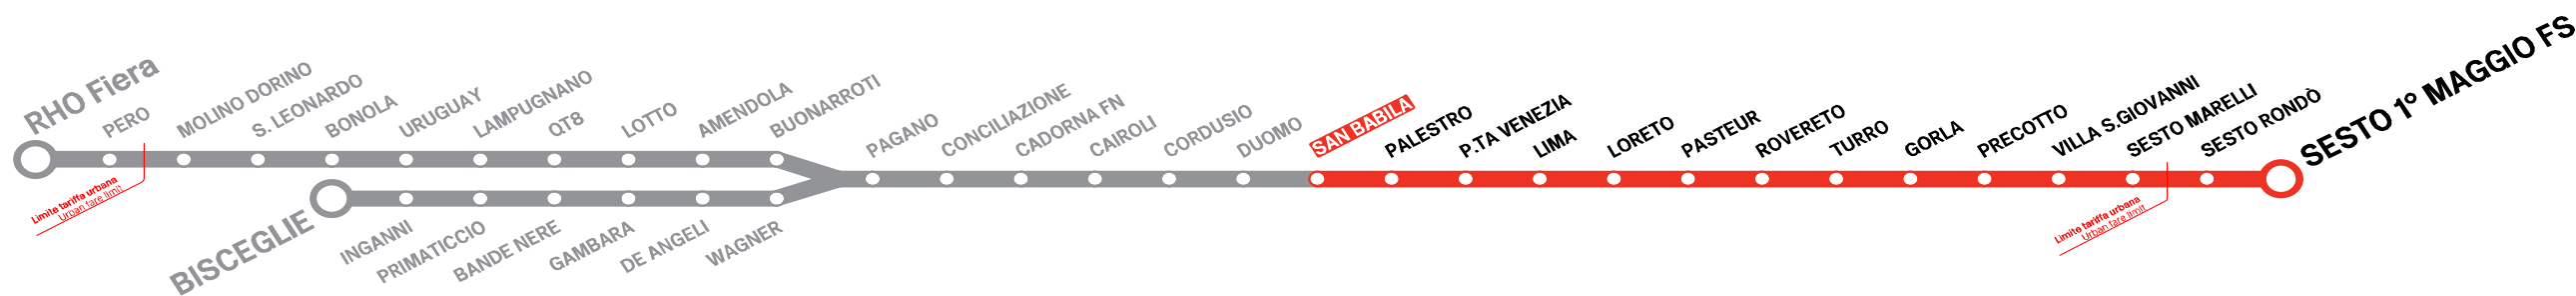 RHO Fiera
PERO
MOLINO DORINO
S. LEONARDO
BONOLA
URUGUAY
LAMPUGNANO
QT8
LOTTO
AMENDOLA
BUONARROTI
PAGANO
CONCILIAZIONE
CADORNA FN
CAIROLI
CORDUSIO
DUOMO
SAN BABILA
PALESTRO
P.TA VENEZIA
LIMA
LORETO
PASTEUR
ROVERETO
TURRO
GORLA
PRECOTTO
VILLA S.GIOVANNI
SESTO MARELLI
SESTO RONDÒ
SESTO 1° MAGGIO FS
Limite tariffa urbana
Urban fare limit
BISCEGLIE
INGANNI
PRIMATICCIO
BANDE NERE
GAMBARA
DE ANGELI
WAGNER
Limite tariffa urbana
Urban fare limit